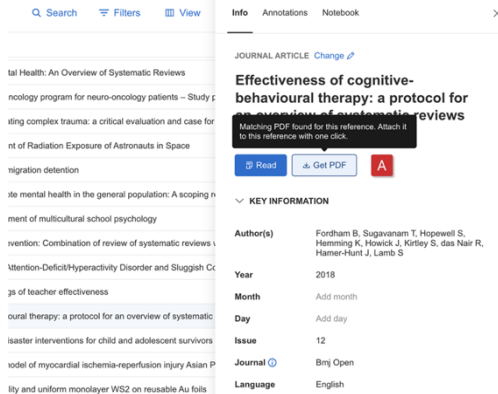 Search
Filters
View
Info
Annotations
Notebook
tal Health: An Overview of Systematic Reviews
ncology program for neuro-oncology patients – Study p
ating complex trauma: a critical evaluation and case for
nt of Radiation Exposure of Astronauts in Space
migration detention
ote mental health in the general population: A scoping r
ment of multicultural school psychology
evention: Combination of review of systematic reviews
Attention-Deficit/Hyperactivity Disorder and Sluggish Co
gs of teacher effectiveness
oural therapy: a protocol for an overview of systematic
isaster interventions for child and adolescent survivors
model of myocardial ischemia-reperfusion injury Asian P
lity and uniform monolayer WS2 on reusable Au foils
JOURNAL ARTICLE Change
Effectiveness of cognitive-
behavioural therapy: a protocol for
an overview of systematic reviews
Matching PDF found for this reference. Attach it
to this reference with one click.
Read
Get PDF
A
KEY INFORMATION
Author(s)
Fordham B, Sugavanam T, Hopewell S,
Hemming K, Howick J, Kirtley S, das Nair R,
Hamer-Hunt J, Lamb S
Year 2018
Month Add month
Day Add day
Issue 12
Journal Bmj Open
Language English